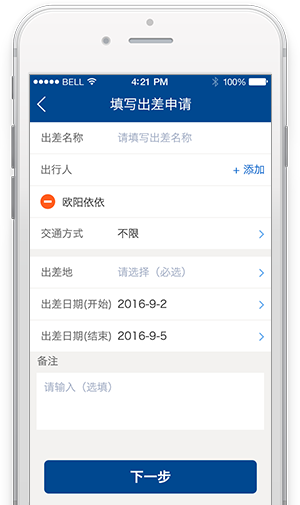 BELL 4:21 PM 100%
填写出差申请
出差名称 请填写出差名称
出行人 + 添加
欧阳依依
交通方式 不限
出差地 请选择（必选）
出差日期(开始) 2016-9-2
出差日期(结束) 2016-9-5
备注
请输入（选填）
下一步